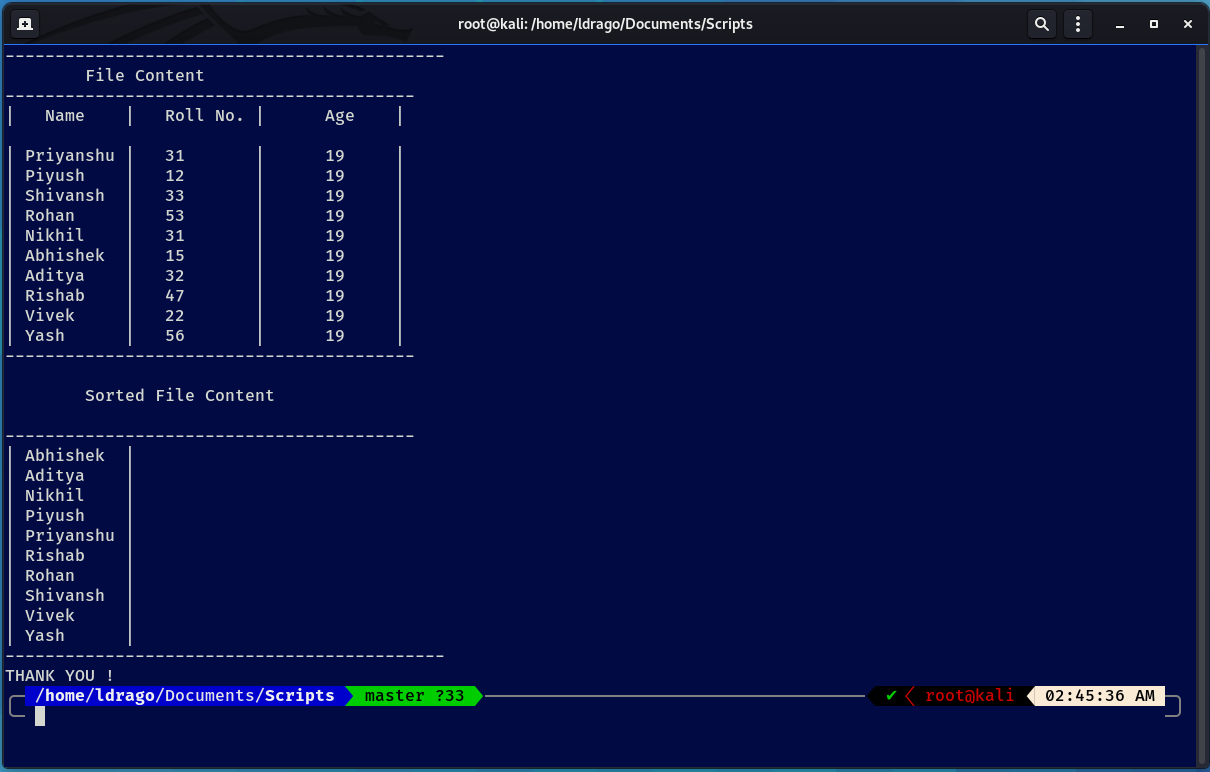 root@kali: /home/ldrago/Documents/Scripts
--------------------------------------------
        File Content
-----------------------------------------
|   Name    |   Roll No. |      Age    |
| Priyanshu |   31       |      19     |
| Piyush    |   12       |      19     |
| Shivansh  |   33       |      19     |
| Rohan     |   53       |      19     |
| Nikhil    |   31       |      19     |
| Abhishek  |   15       |      19     |
| Aditya    |   32       |      19     |
| Rishab    |   47       |      19     |
| Vivek     |   22       |      19     |
| Yash      |   56       |      19     |
-----------------------------------------
        Sorted File Content
-----------------------------------------
| Abhishek  |
| Aditya    |
| Nikhil    |
| Piyush    |
| Priyanshu |
| Rishab    |
| Rohan     |
| Shivansh  |
| Vivek     |
| Yash      |
--------------------------------------------
THANK YOU !
/home/ldrago/Documents/Scripts master ?33 ✔ root@kali 02:45:36 AM